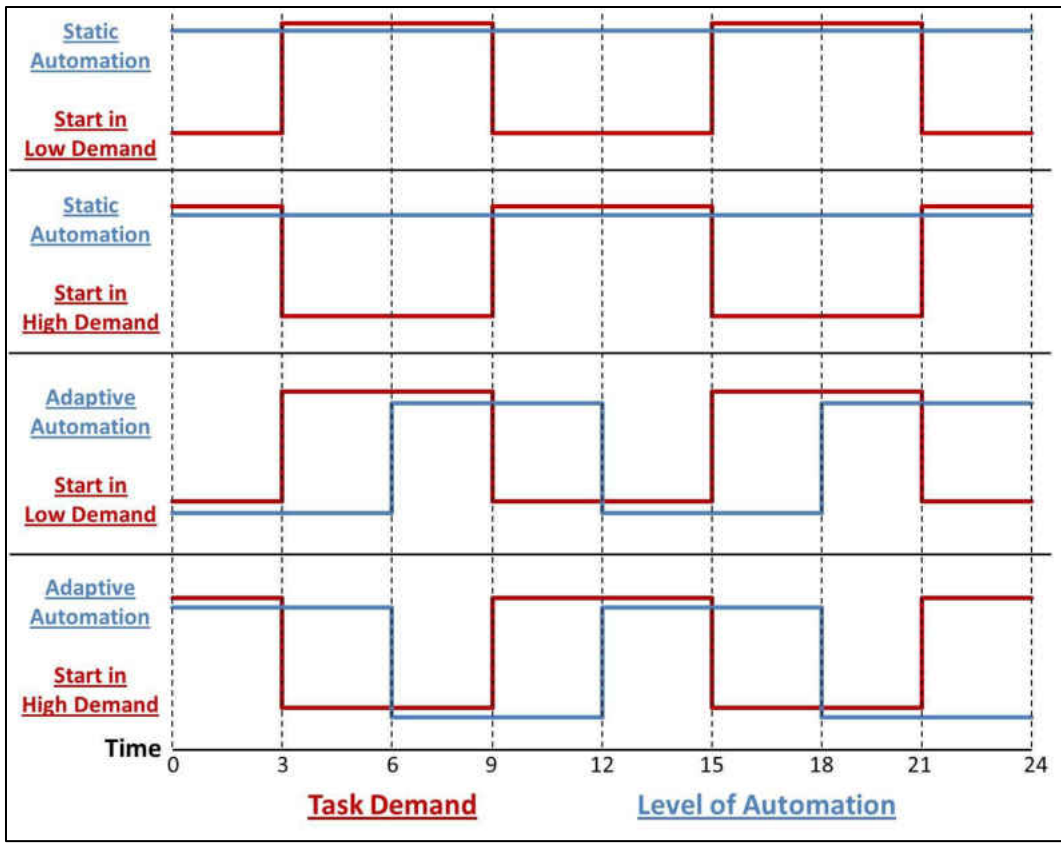 Static
Automation
Start in
Low Demand
Static
Automation
Start in
High Demand
Adaptive
Automation
Start in
Low Demand
Adaptive
Automation
Start in
High Demand
Time
0 3 6 9 12 15 18 21 24
Task Demand Level of Automation